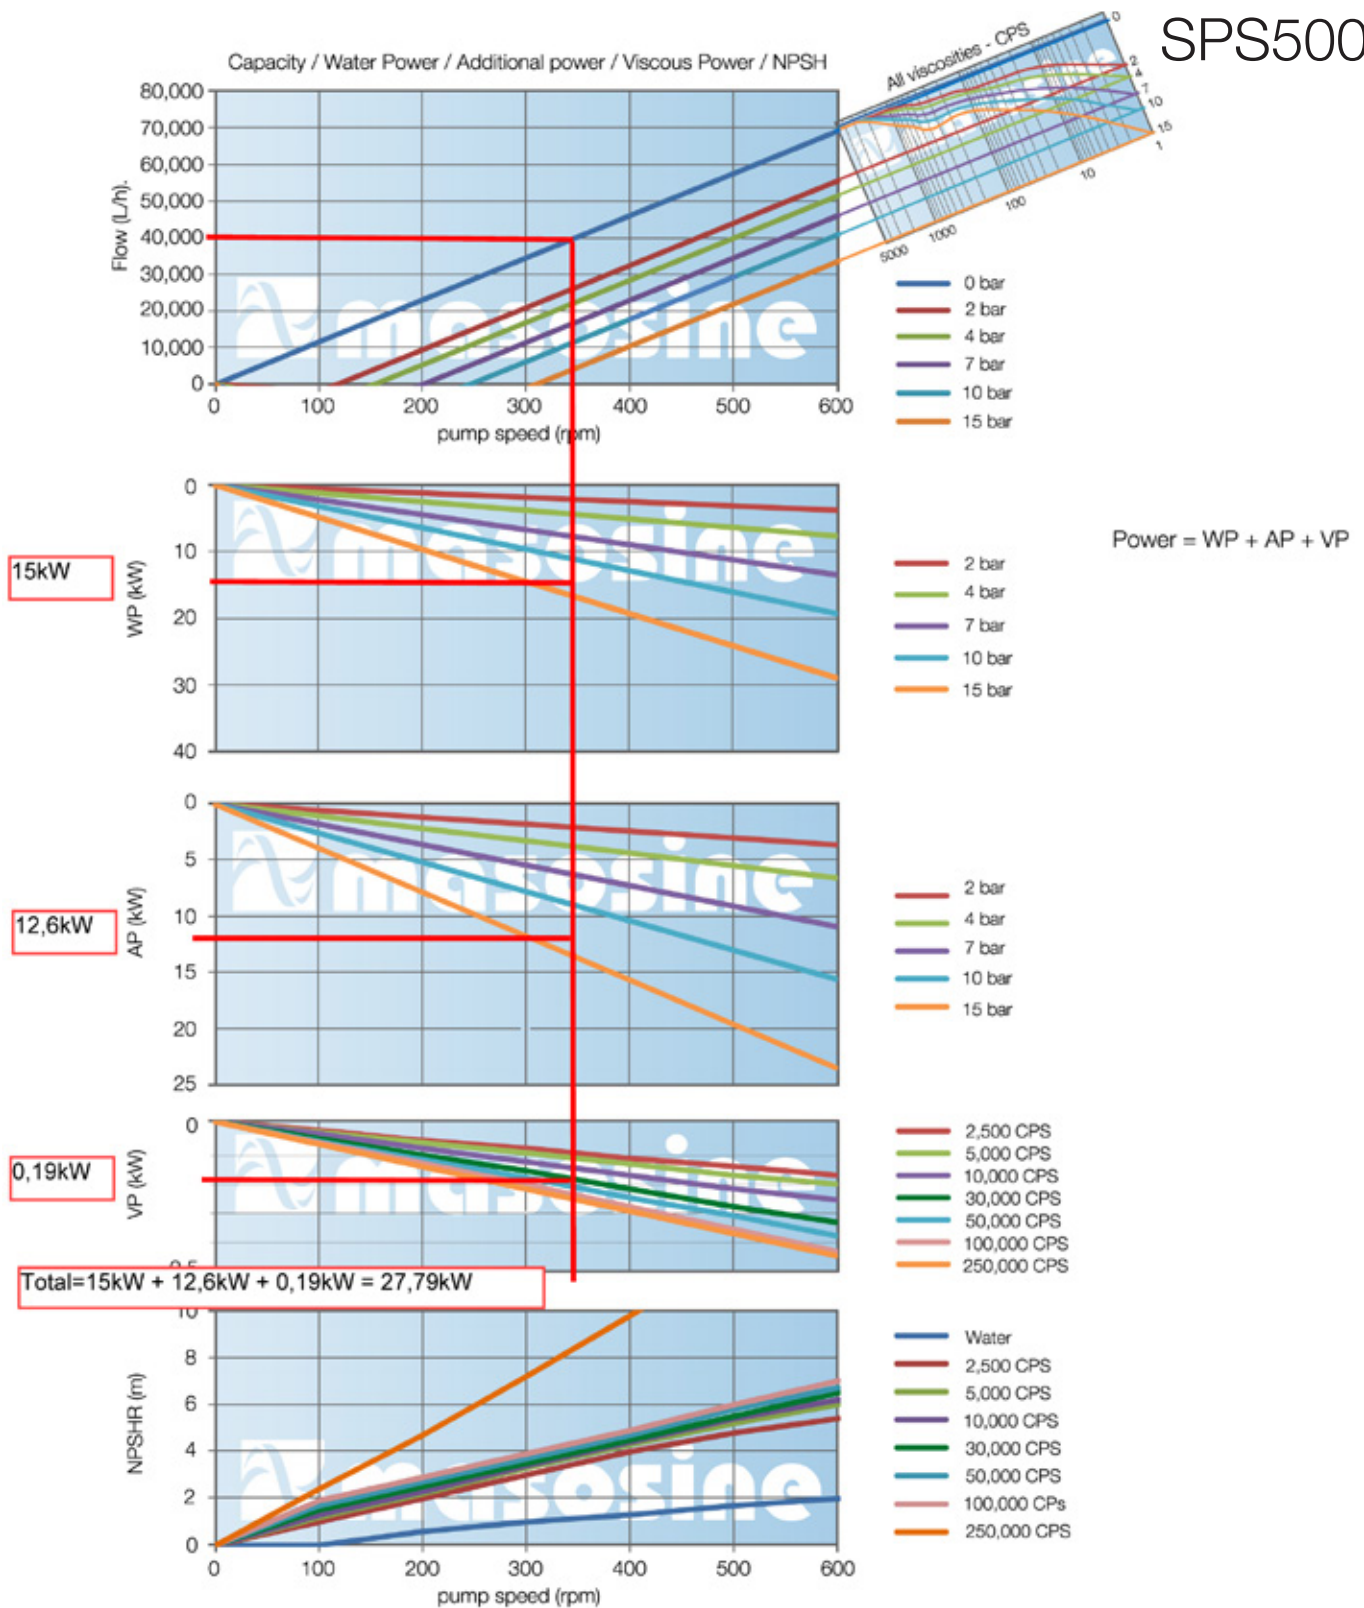 SPS500
Capacity / Water Power / Additional power / Viscous Power / NPSH
All viscosities - CPS
0
2
4
7
10
15
1
10
100
1000
5000
80,000
70,000
60,000
50,000
40,000
30,000
20,000
10,000
0
Flow (L/h).
masosine
0 100 200 300 400 500 600
pump speed (rpm)
0 bar
2 bar
4 bar
7 bar
10 bar
15 bar
0
10
20
30
40
WP (kW)
15kW
masosine
Power = WP + AP + VP
2 bar
4 bar
7 bar
10 bar
15 bar
0
5
10
15
20
25
AP (kW)
12,6kW
masosine
2 bar
4 bar
7 bar
10 bar
15 bar
0
VP (kW)
0,19kW
masosine
2,500 CPS
5,000 CPS
10,000 CPS
30,000 CPS
50,000 CPS
100,000 CPS
250,000 CPS
Total=15kW + 12,6kW + 0,19kW = 27,79kW
10
8
6
4
2
0
NPSHR (m)
masosine
0 100 200 300 400 500 600
pump speed (rpm)
Water
2,500 CPS
5,000 CPS
10,000 CPS
30,000 CPS
50,000 CPS
100,000 CPs
250,000 CPS